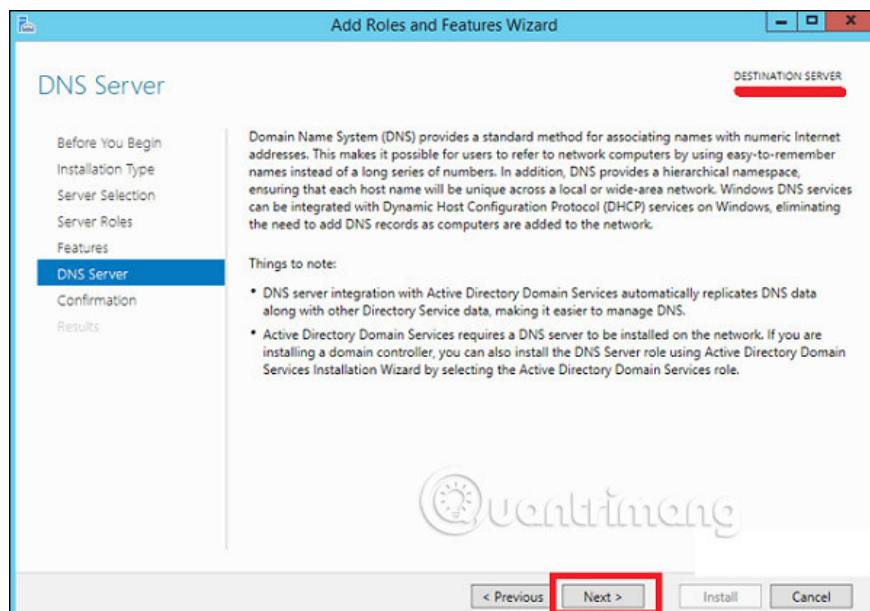 Add Roles and Features Wizard
DNS Server
DESTINATION SERVER
Before You Begin
Installation Type
Server Selection
Server Roles
Features
DNS Server
Confirmation
Results
Domain Name System (DNS) provides a standard method for associating names with numeric Internet
addresses. This makes it possible for users to refer to network computers by using easy-to-remember
names instead of a long series of numbers. In addition, DNS provides a hierarchical namespace,
ensuring that each host name will be unique across a local or wide-area network. Windows DNS services
can be integrated with Dynamic Host Configuration Protocol (DHCP) services on Windows, eliminating
the need to add DNS records as computers are added to the network.
Things to note:
• DNS server integration with Active Directory Domain Services automatically replicates DNS data
along with other Directory Service data, making it easier to manage DNS.
• Active Directory Domain Services requires a DNS server to be installed on the network. If you are
installing a domain controller, you can also install the DNS Server role using Active Directory Domain
Services Installation Wizard by selecting the Active Directory Domain Services role.
Quantrimang
< Previous
Next >
Install
Cancel